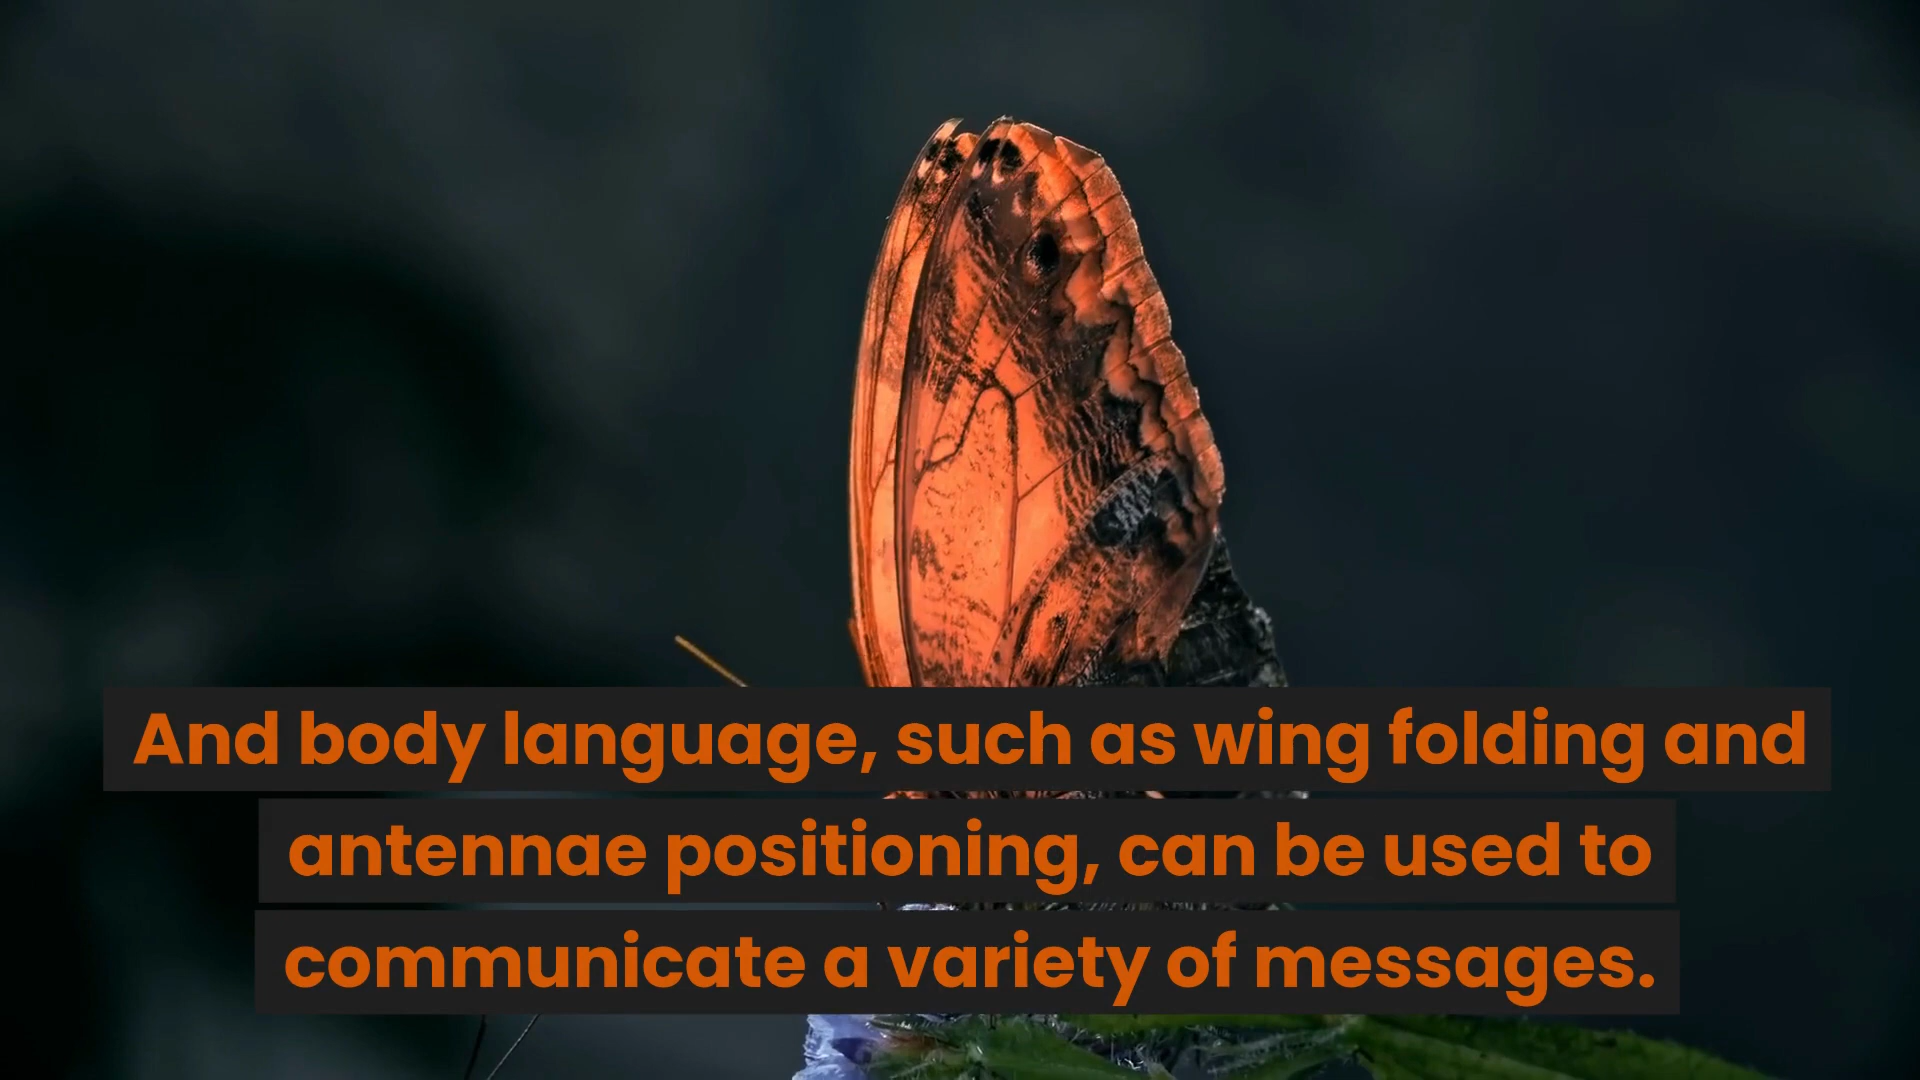 And body language, such as wing folding and
antennae positioning, can be used to
communicate a variety of messages.